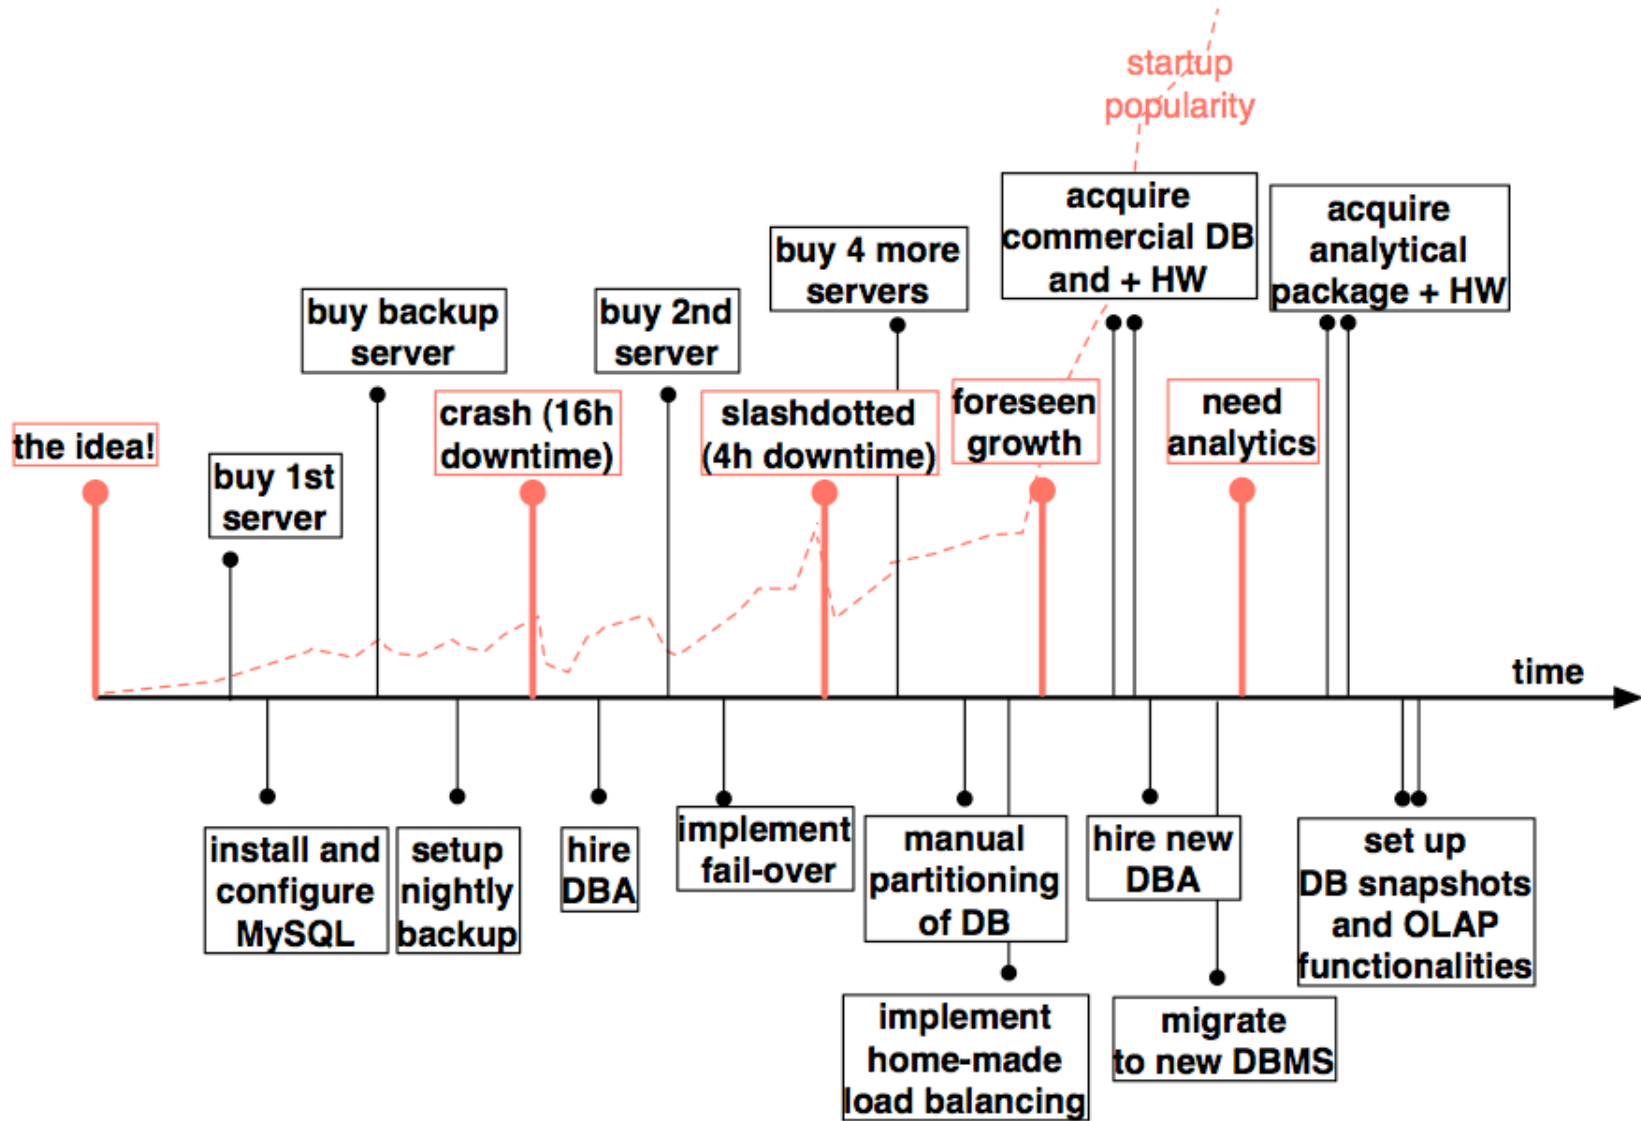 startup
popularity
acquire
commercial DB
and + HW
acquire
analytical
package + HW
buy 4 more
servers
buy backup
server
buy 2nd
server
the idea!
buy 1st
server
crash (16h
downtime)
slashdotted
(4h downtime)
foreseen
growth
need
analytics
time
install and
configure
MySQL
setup
nightly
backup
hire
DBA
implement
fail-over
manual
partitioning
of DB
hire new
DBA
set up
DB snapshots
and OLAP
functionalities
implement
home-made
load balancing
migrate
to new DBMS